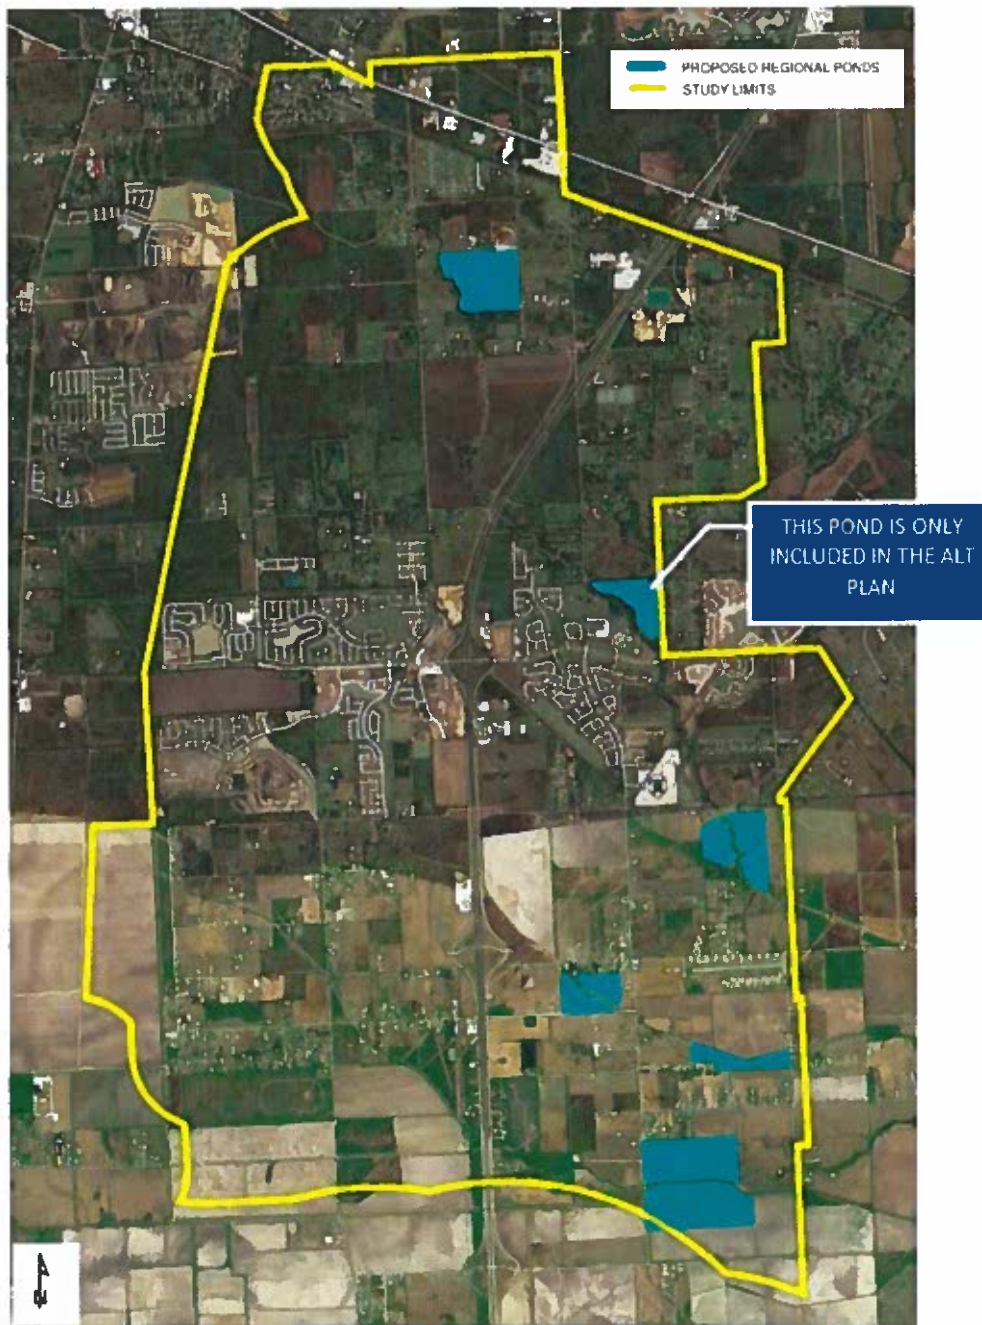 PROPOSED REGIONAL PONDS
STUDY LIMITS
THIS POND IS ONLY
INCLUDED IN THE ALT
PLAN